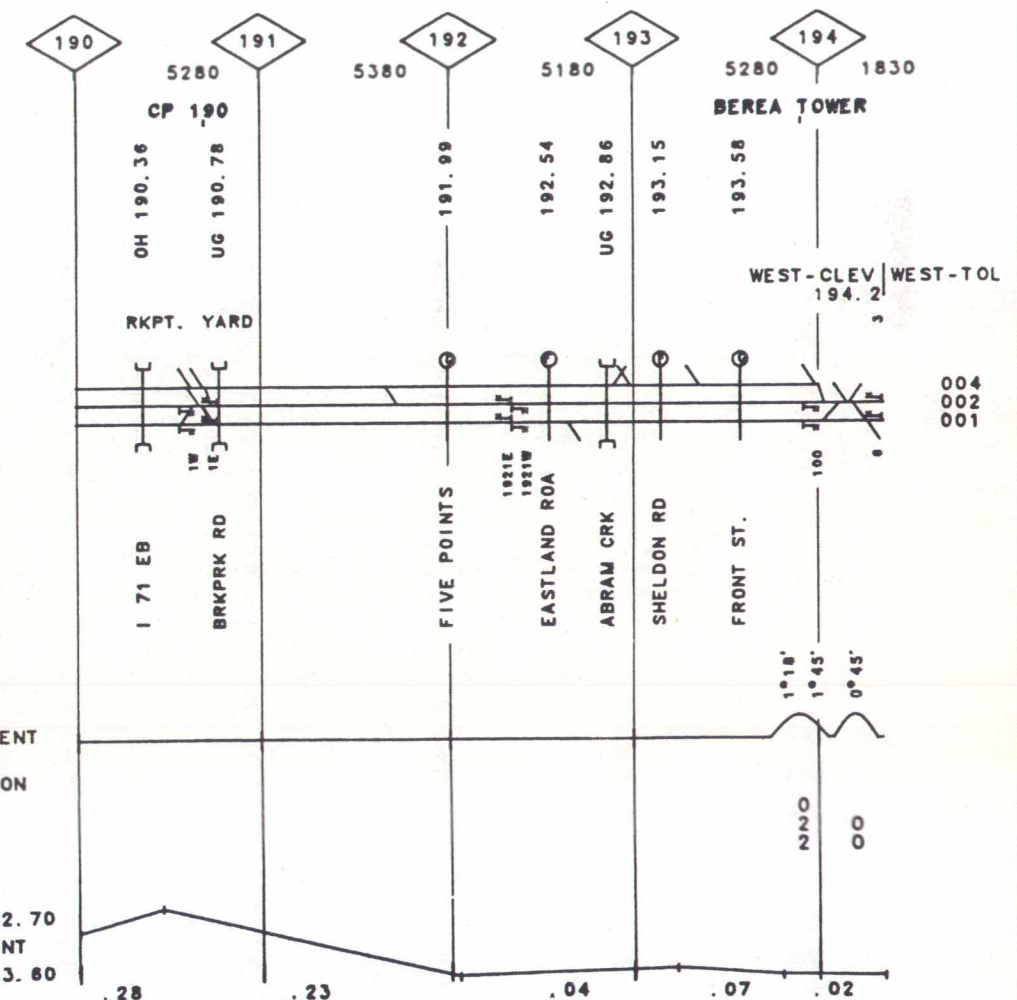 190 191 192 193 194
5280 5380 5180 5280 1830
CP 190
BEREA TOWER
OH 190.36
UG 190.78
191.99
192.54
UG 192.86
193.15
193.58
WEST-CLEV WEST-TOL
194.2
3
RKPT. YARD
004
002
001
1W
1E
1921E
1921W
100
8
I 71 EB
BRKPRK RD
FIVE POINTS
EASTLAND ROA
ABRAM CRK
SHELDON RD
FRONT ST.
1°18'
1°45'
0°45'
ENT
ON
0
2 0
2 0
2.70
NT
3.60
.28 .23 .04 .07 .02